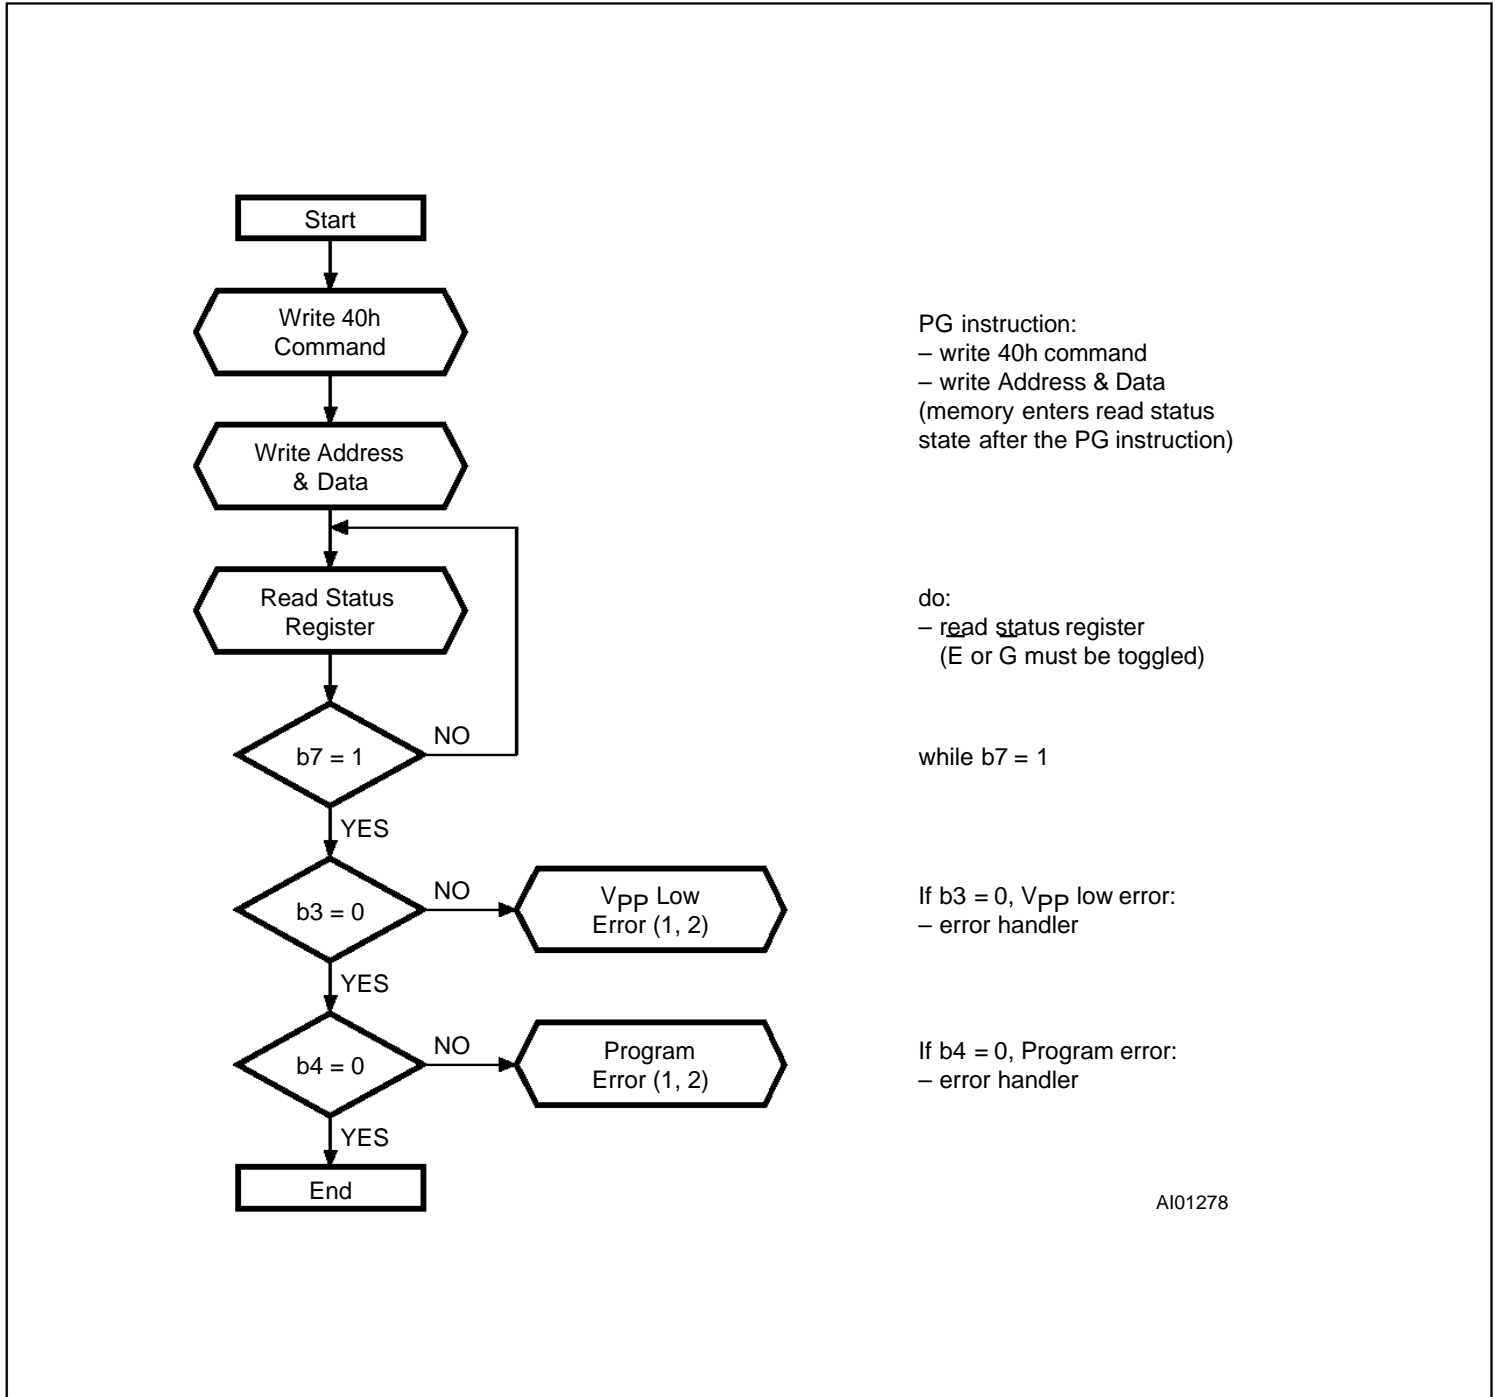 Start
Write 40h
Command
Write Address
& Data
Read Status
Register
b7 = 1
NO
YES
b3 = 0
NO
VPP Low
Error (1, 2)
YES
b4 = 0
NO
Program
Error (1, 2)
YES
End
PG instruction:
– write 40h command
– write Address & Data
(memory enters read status
state after the PG instruction)
do:
– read status register
(E or G must be toggled)
while b7 = 1
If b3 = 0, VPP low error:
– error handler
If b4 = 0, Program error:
– error handler
AI01278